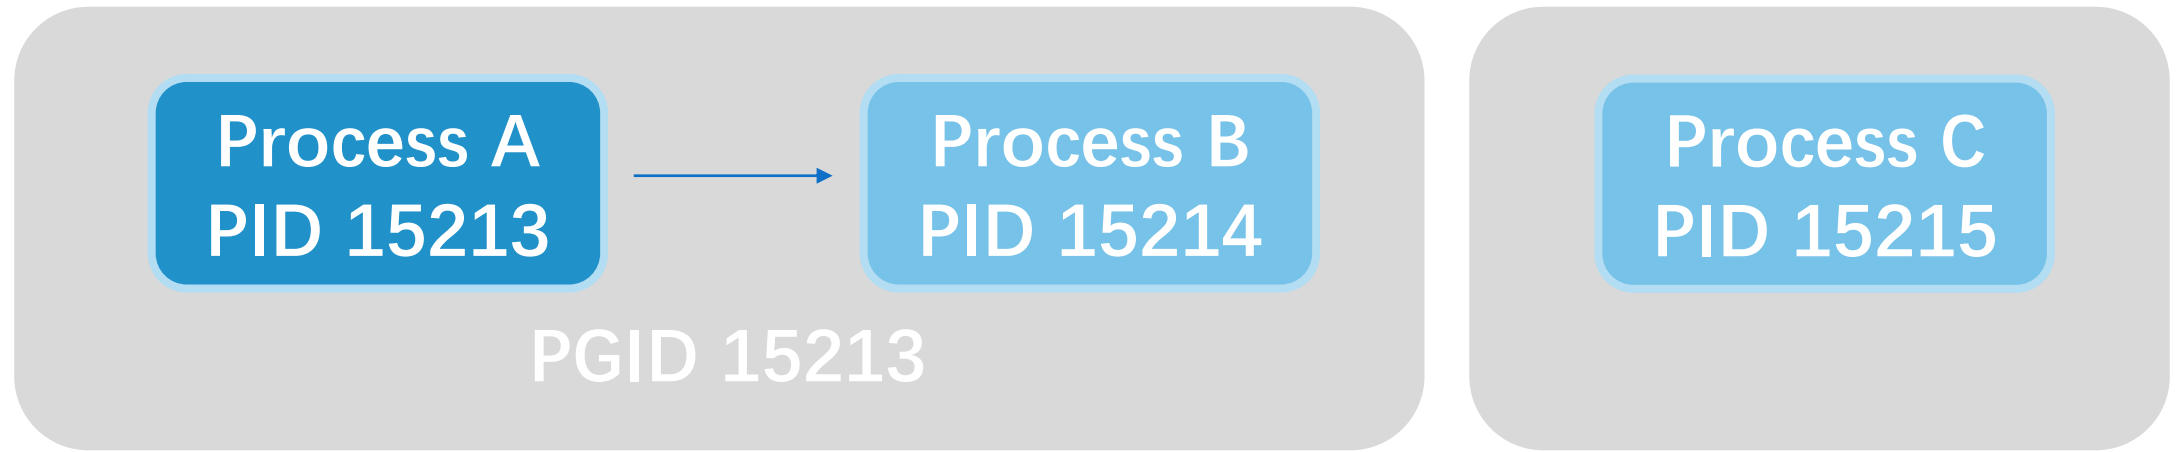 Process A
PID 15213
Process B
PID 15214
PGID 15213
Process C
PID 15215